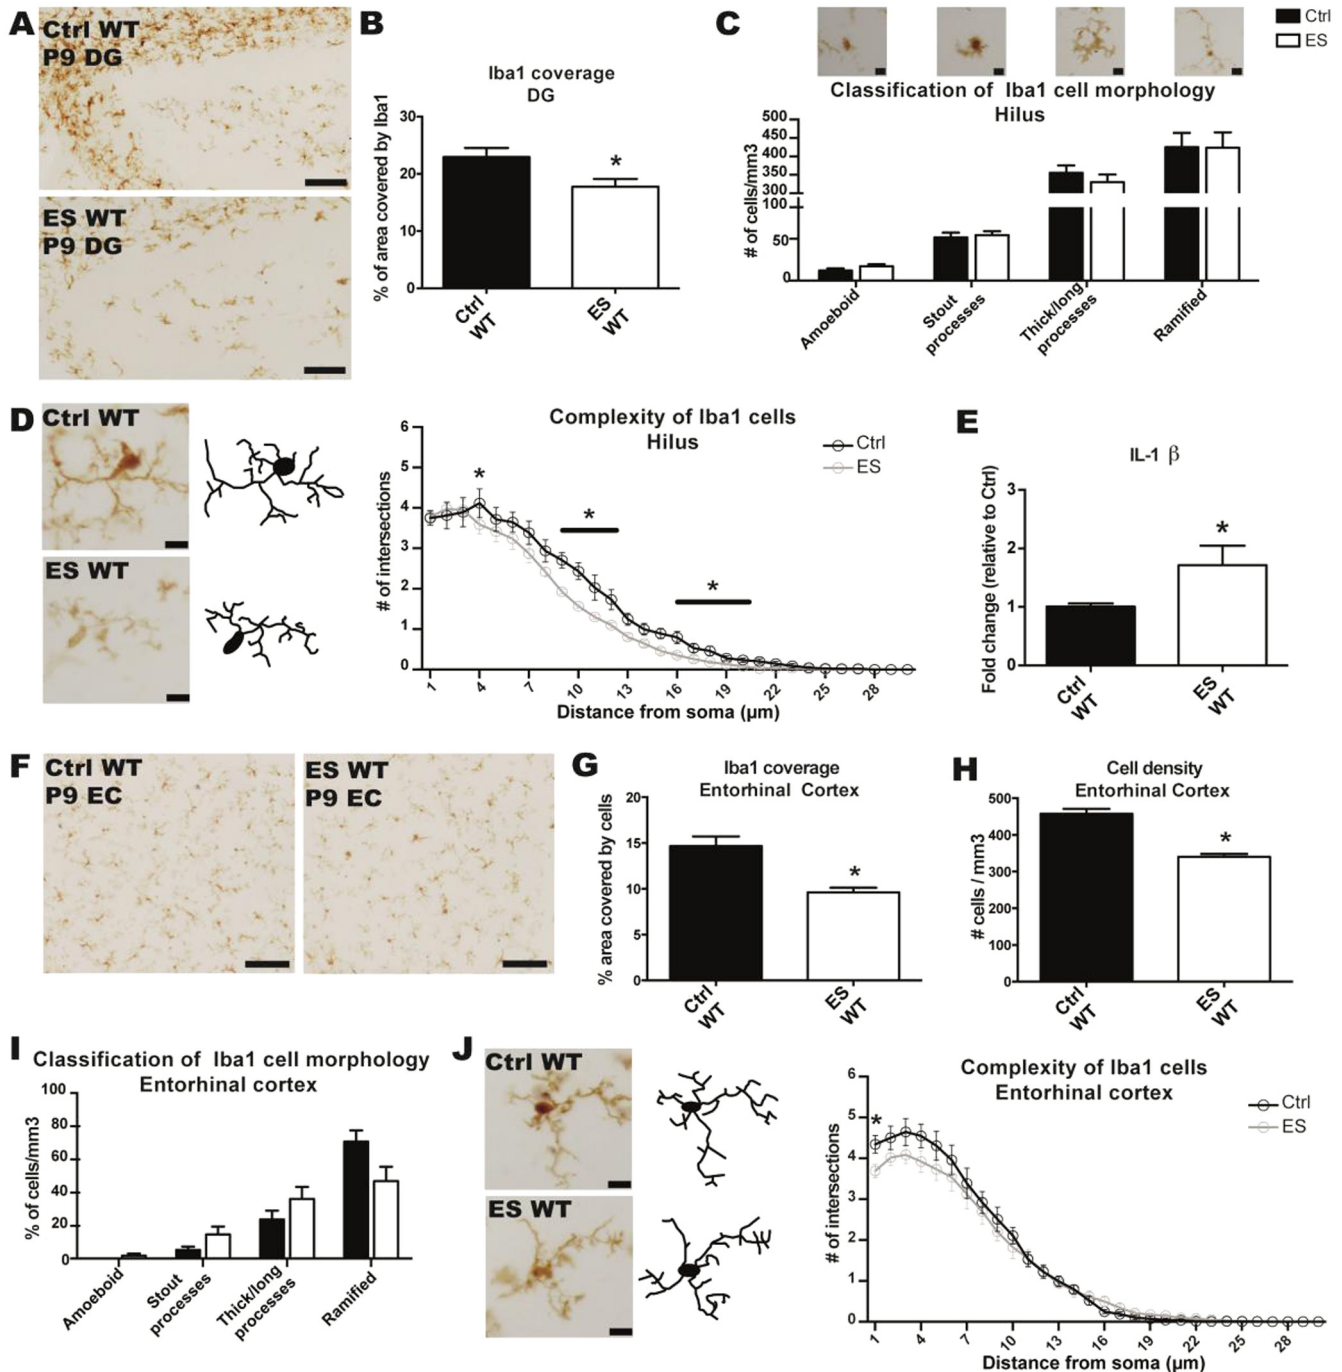 A
Ctrl WT
P9 DG
ES WT
P9 DG
B
Iba1 coverage
DG
% of area covered by Iba1
30
20
10
0
*
Ctrl
WT
ES
WT
C
Ctrl
ES
Classification of Iba1 cell morphology
Hilus
# of cells/mm3
500
450
400
350
300
100
50
0
Amoeboid
Stout
processes
Thick/long
processes
Ramified
D
Ctrl WT
ES WT
Complexity of Iba1 cells
Hilus
Ctrl
ES
# of intersections
6
5
4
3
2
1
0
*
*
*
1
4
7
10
13
16
19
22
25
28
Distance from soma (µm)
E
IL-1 β
Fold change (relative to Ctrl)
3
2
1
0
*
Ctrl
WT
ES
WT
F
Ctrl WT
P9 EC
ES WT
P9 EC
G
Iba1 coverage
Entorhinal Cortex
% area covered by cells
20
15
10
5
0
*
Ctrl
WT
ES
WT
H
Cell density
Entorhinal Cortex
# cells / mm3
500
400
300
200
100
0
*
Ctrl
WT
ES
WT
I
Classification of Iba1 cell morphology
Entorhinal cortex
% of cells/mm3
100
80
60
40
20
0
Amoeboid
Stout
processes
Thick/long
processes
Ramified
J
Ctrl WT
ES WT
Complexity of Iba1 cells
Entorhinal cortex
Ctrl
ES
# of intersections
6
5
4
3
2
1
0
*
1
4
7
10
13
16
19
22
25
28
Distance from soma (µm)